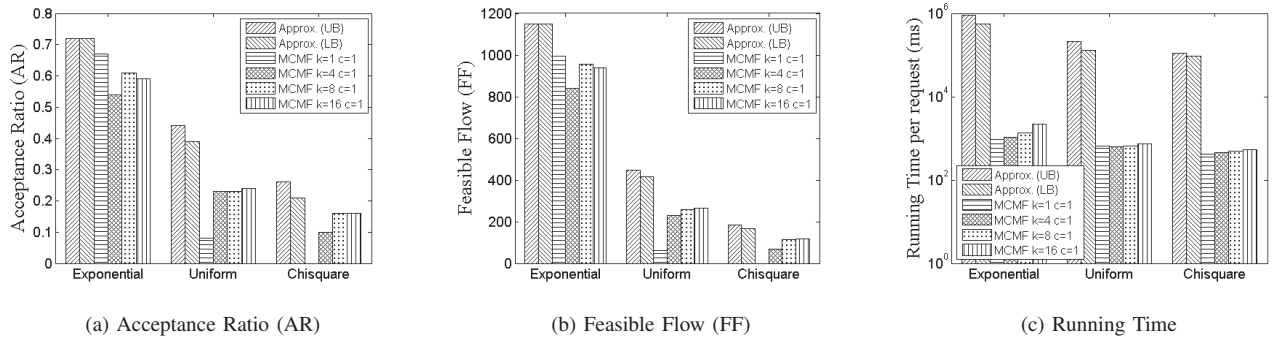 Acceptance Ratio (AR)
0.8
0.7
0.6
0.5
0.4
0.3
0.2
0.1
0
Exponential Uniform Chisquare
Approx. (UB)
Approx. (LB)
MCMF k=1 c=1
MCMF k=4 c=1
MCMF k=8 c=1
MCMF k=16 c=1
(a) Acceptance Ratio (AR)
Feasible Flow (FF)
1200
1000
800
600
400
200
0
Exponential Uniform Chisquare
Approx. (UB)
Approx. (LB)
MCMF k=1 c=1
MCMF k=4 c=1
MCMF k=8 c=1
MCMF k=16 c=1
(b) Feasible Flow (FF)
Running Time per request (ms)
10^6
10^4
10^2
10^0
Approx. (UB)
Approx. (LB)
MCMF k=1 c=1
MCMF k=4 c=1
MCMF k=8 c=1
MCMF k=16 c=1
Exponential Uniform Chisquare
(c) Running Time